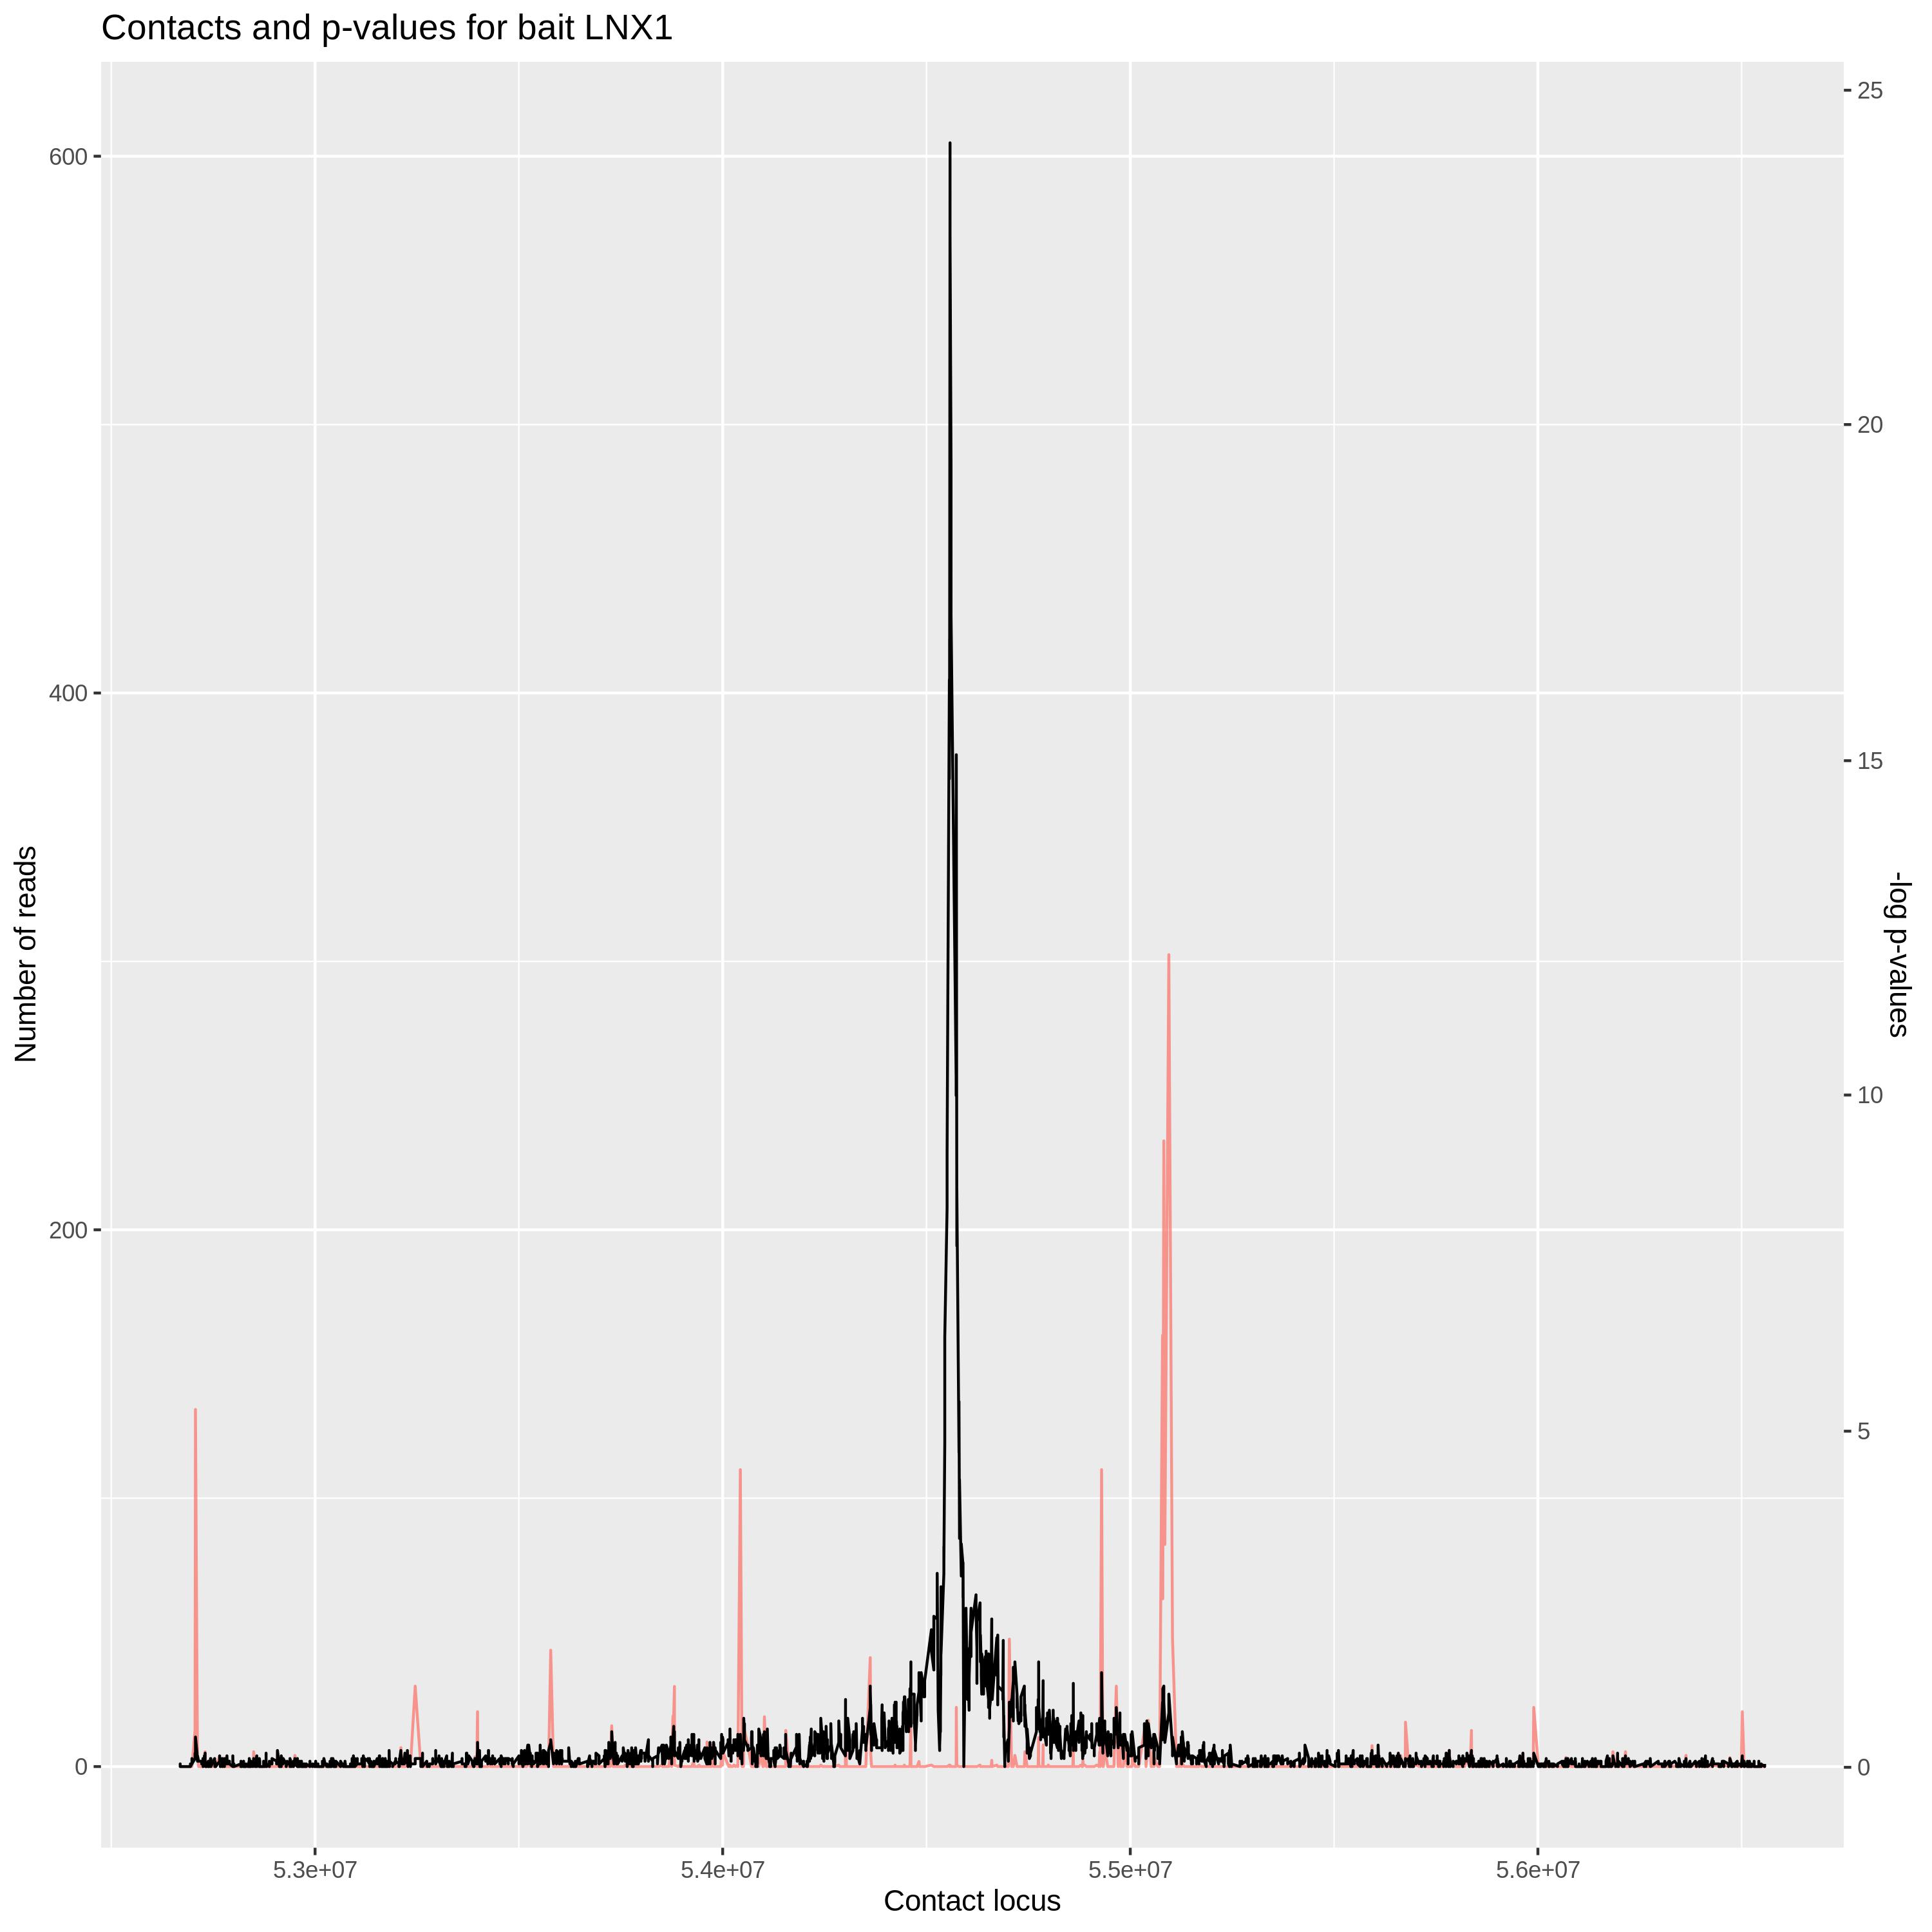 Contacts and p-values for bait LNX1
600
400
200
0
Number of reads
25
20
15
10
5
0
-log p-values
5.3e+07
5.4e+07
5.5e+07
5.6e+07
Contact locus